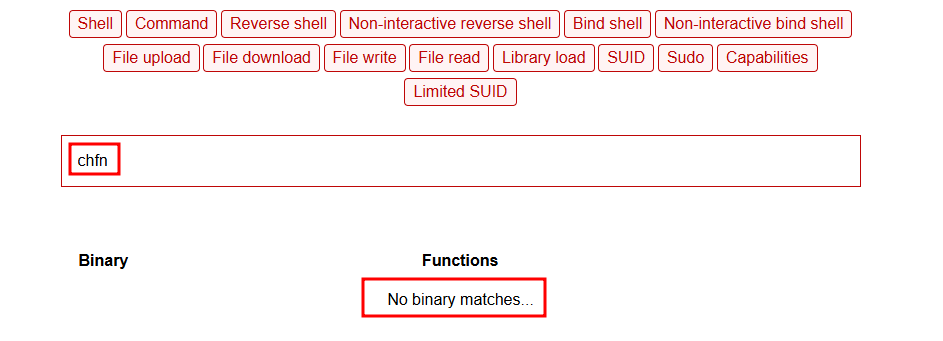 Shell Command Reverse shell Non-interactive reverse shell Bind shell Non-interactive bind shell
File upload File download File write File read Library load SUID Sudo Capabilities
Limited SUID
chfn
Binary Functions
No binary matches...